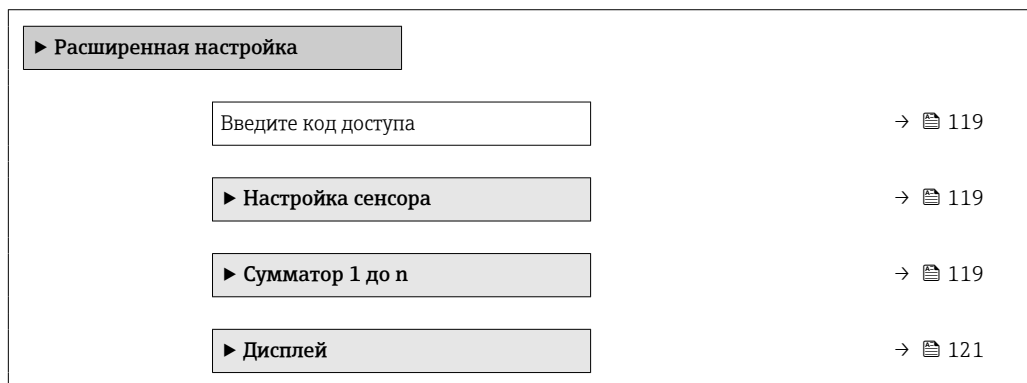 ► Расширенная настройка
Введите код доступа → 119
► Настройка сенсора → 119
► Сумматор 1 до n → 119
► Дисплей → 121